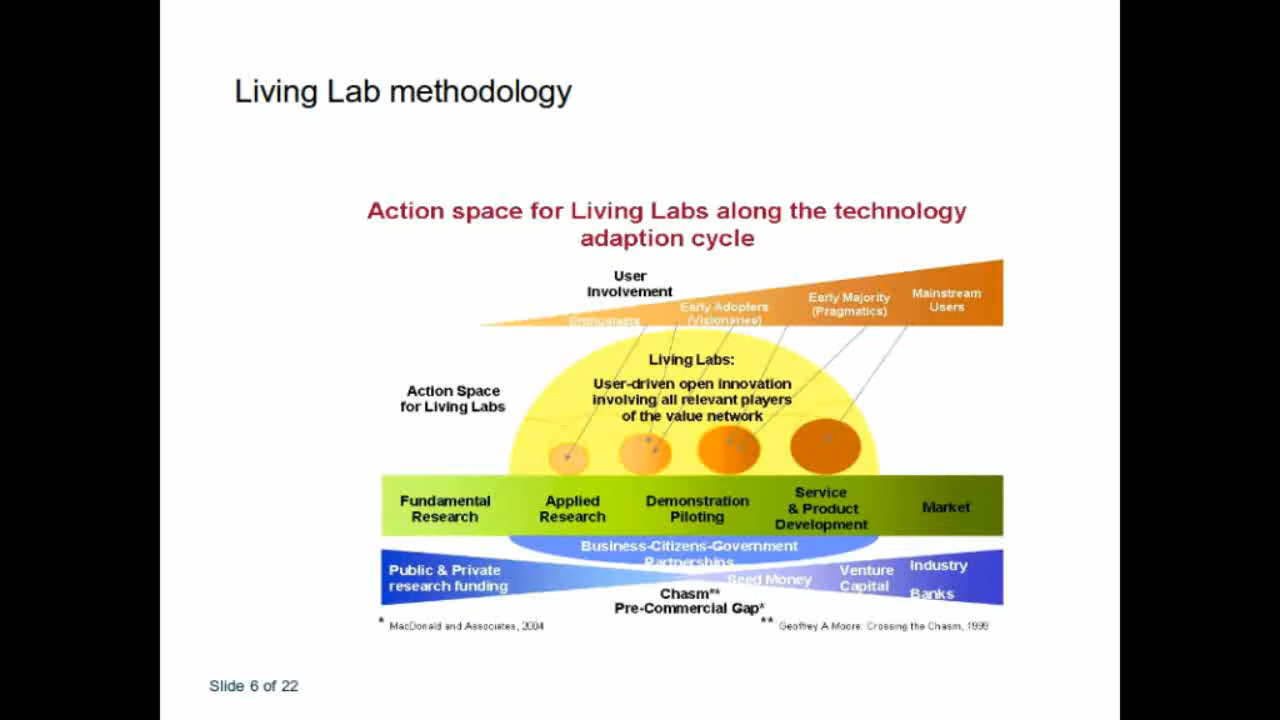 Living Lab methodology
Action space for Living Labs along the technology
adaption cycle
User
Involvement
Early Adopters
(Visionaries)
Early Majority
(Pragmatics)
Mainstream
Users
Living Labs:
User-driven open innovation
involving all relevant players
of the value network
Action Space
for Living Labs
Fundamental
Research
Applied
Research
Demonstration
Piloting
Service
& Product
Development
Market
Business-Citizens-Government
Partnerships
Public & Private
research funding
Seed Money
Venture
Capital
Industry
Banks
Chasm**
Pre-Commercial Gap*
* MacDonald and Associates, 2004
** Geoffrey A Moore: Crossing the Chasm, 1999
Slide 6 of 22